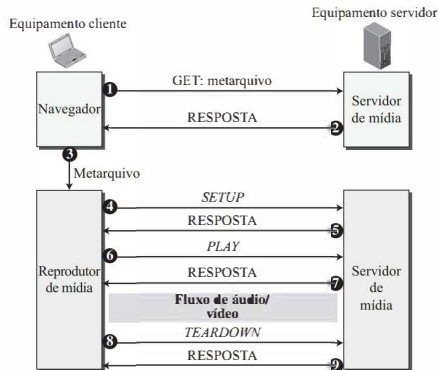 Equipamento cliente
Equipamento servidor
Navegador
1
GET: metarquivo
RESPOSTA
2
Servidor
de mídia
3
Metarquivo
4
SETUP
RESPOSTA
5
6
PLAY
RESPOSTA
7
Reprodutor
de mídia
Servidor
de
mídia
Fluxo de áudio/
vídeo
8
TEARDOWN
RESPOSTA
9